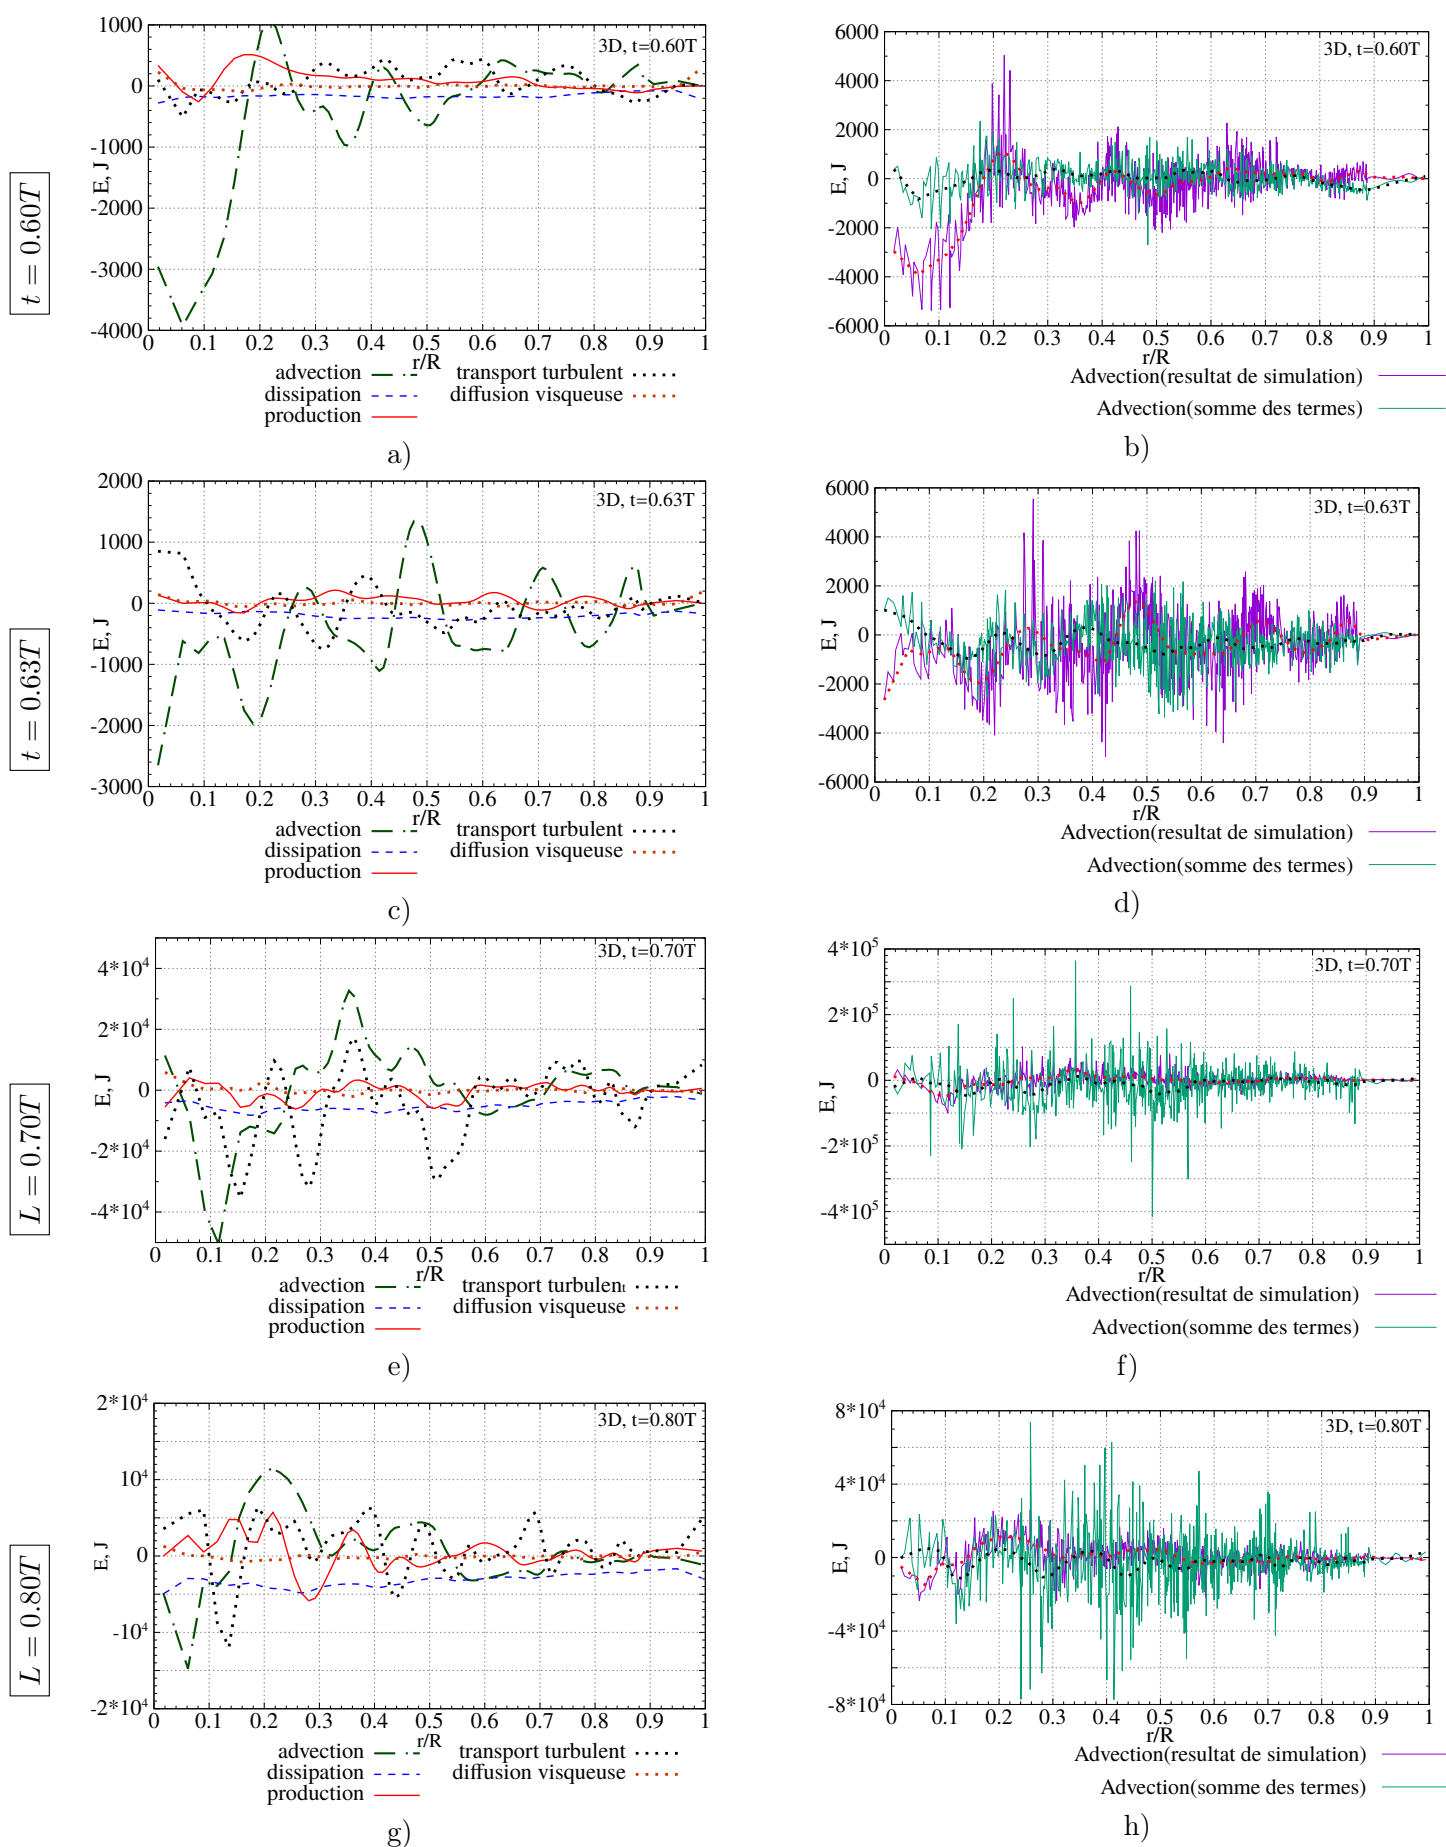 t = 0.60T
1000
0
-1000
-2000
-3000
-4000
E, J
3D, t=0.60T
0 0.1 0.2 0.3 0.4 0.5 0.6 0.7 0.8 0.9 1
r/R
advection
transport turbulent
dissipation
diffusion visqueuse
production
a)
6000
4000
2000
0
-2000
-4000
-6000
E, J
3D, t=0.60T
0 0.1 0.2 0.3 0.4 0.5 0.6 0.7 0.8 0.9 1
r/R
Advection(resultat de simulation)
Advection(somme des termes)
b)
t = 0.63T
2000
1000
0
-1000
-2000
-3000
E, J
3D, t=0.63T
0 0.1 0.2 0.3 0.4 0.5 0.6 0.7 0.8 0.9 1
r/R
advection
transport turbulent
dissipation
diffusion visqueuse
production
c)
6000
4000
2000
0
-2000
-4000
-6000
E, J
3D, t=0.63T
0 0.1 0.2 0.3 0.4 0.5 0.6 0.7 0.8 0.9 1
r/R
Advection(resultat de simulation)
Advection(somme des termes)
d)
L = 0.70T
4*10⁴
2*10⁴
0
-2*10⁴
-4*10⁴
E, J
3D, t=0.70T
0 0.1 0.2 0.3 0.4 0.5 0.6 0.7 0.8 0.9 1
r/R
advection
transport turbulent
dissipation
diffusion visqueuse
production
e)
4*10⁵
2*10⁵
0
-2*10⁵
-4*10⁵
E, J
3D, t=0.70T
0 0.1 0.2 0.3 0.4 0.5 0.6 0.7 0.8 0.9 1
r/R
Advection(resultat de simulation)
Advection(somme des termes)
f)
L = 0.80T
2*10⁴
10⁴
0
-10⁴
-2*10⁴
E, J
3D, t=0.80T
0 0.1 0.2 0.3 0.4 0.5 0.6 0.7 0.8 0.9 1
r/R
advection
transport turbulent
dissipation
diffusion visqueuse
production
g)
8*10⁴
4*10⁴
0
-4*10⁴
-8*10⁴
E, J
3D, t=0.80T
0 0.1 0.2 0.3 0.4 0.5 0.6 0.7 0.8 0.9 1
r/R
Advection(resultat de simulation)
Advection(somme des termes)
h)